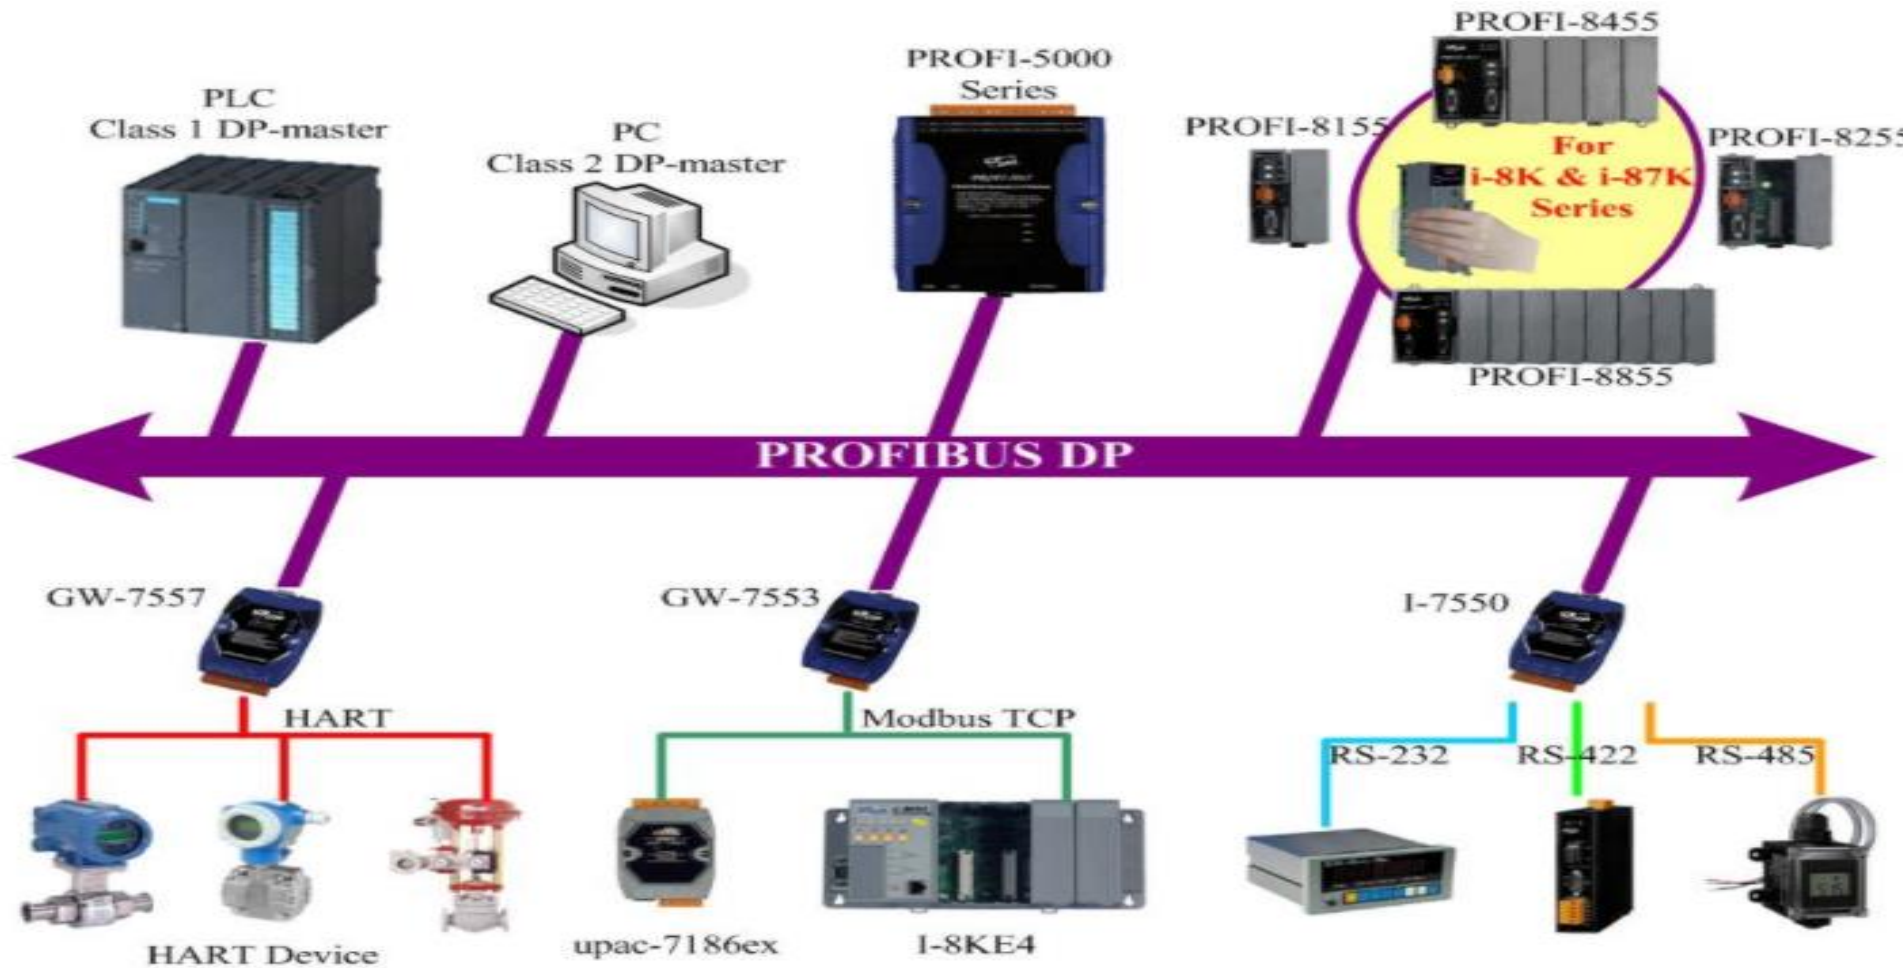 PROFI-8455
PROFI-5000
Series
PLC
Class 1 DP-master
PC
Class 2 DP-master
PROFI-8155
PROFI-8255
For
i-8K & i-87K
Series
PROFI-8855
PROFIBUS DP
GW-7557
GW-7553
I-7550
HART
Modbus TCP
RS-232
RS-422
RS-485
HART Device
upac-7186ex
I-8KE4